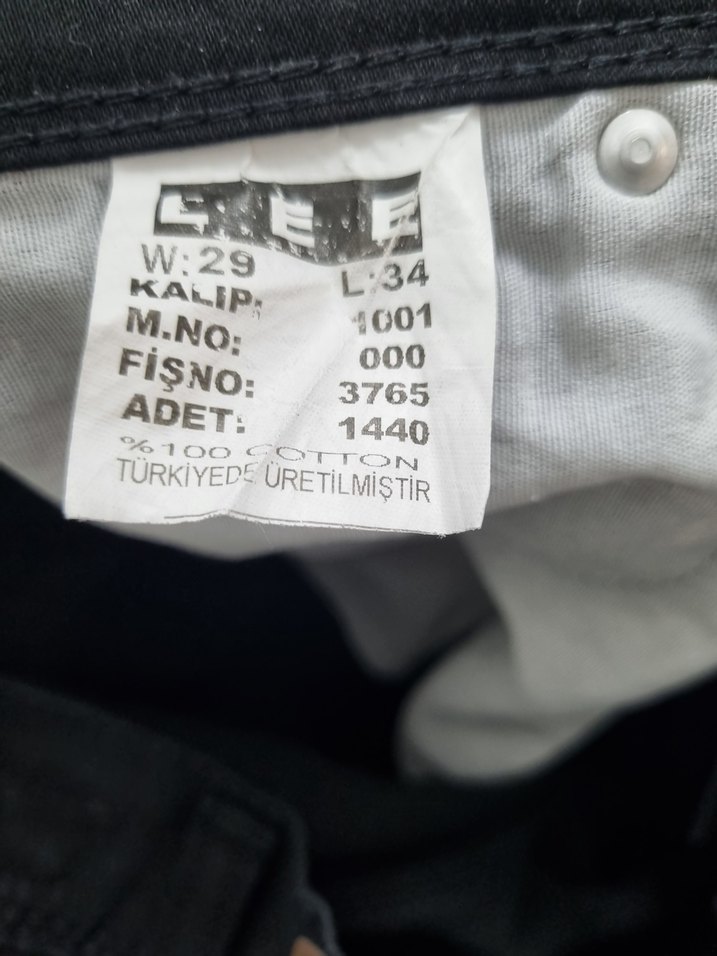 LEE
W:29 L:34
KALIP: 1001
M.NO: 000
FİŞNO: 3765
ADET: 1440
%100 COTTON
TÜRKİYEDE ÜRETİLMİŞTİR